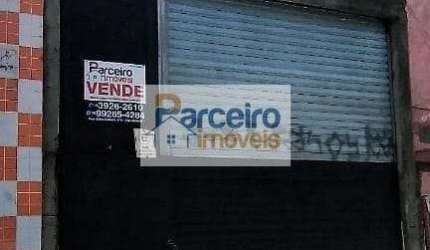 Parceiro
imóveis
VENDE
3926-2610
99285-4284
Parceiro
imóveis